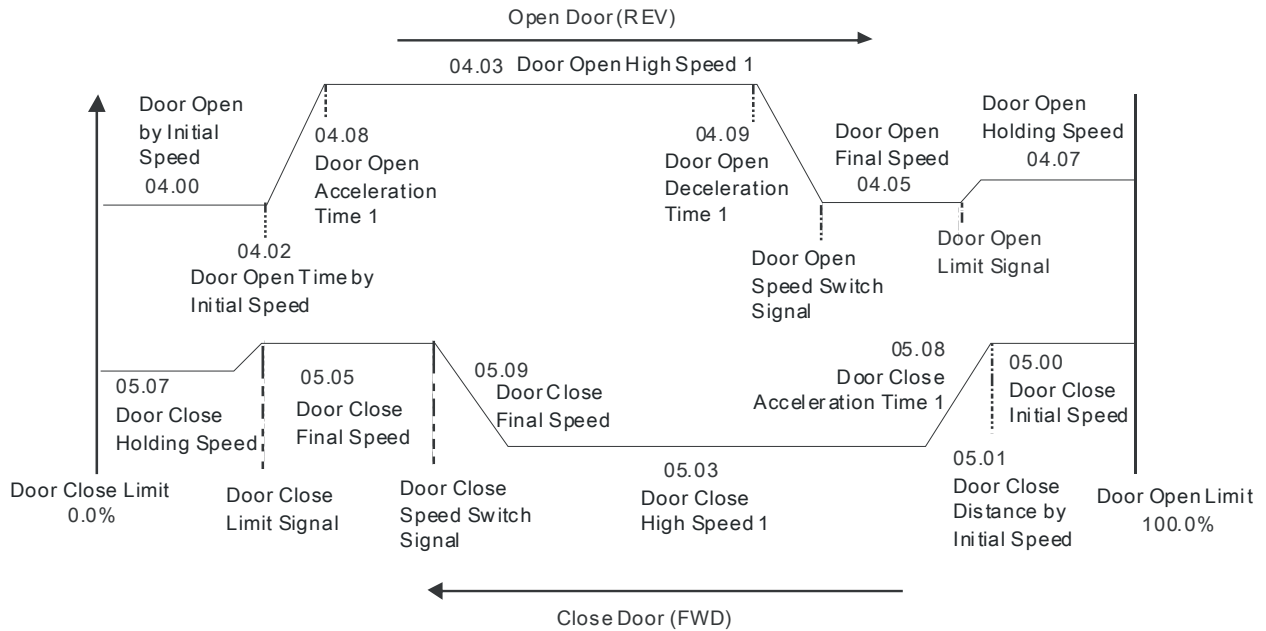 Open Door (REV)
04.03 Door Open High Speed 1
Door Open
by Initial
Speed
04.00
04.08
Door Open
Acceleration
Time 1
04.09
Door Open
Deceleration
Time 1
Door Open
Final Speed
04.05
Door Open
Holding Speed
04.07
04.02
Door Open Time by
Initial Speed
Door Open
Speed Switch
Signal
Door Open
Limit Signal
05.07
Door Close
Holding Speed
05.05
Door Close
Final Speed
05.09
Door Close
Final Speed
05.08
Door Close
Acceleration Time 1
05.00
Door Close
Initial Speed
Door Close Limit
0.0%
Door Close
Limit Signal
Door Close
Speed Switch
Signal
05.03
Door Close
High Speed 1
05.01
Door Close
Distance by
Initial Speed
Door Open Limit
100.0%
Close Door (FWD)